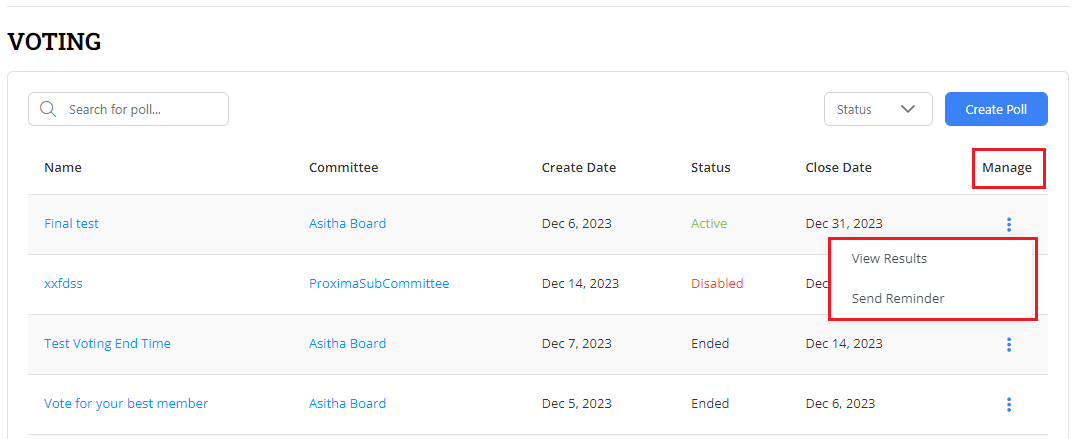 VOTING
Search for poll...
Status
Create Poll
Name Committee Create Date Status Close Date Manage
Final test Asitha Board Dec 6, 2023 Active Dec 31, 2023
View Results
xxfdss ProximaSubCommittee Dec 14, 2023 Disabled Dec
Send Reminder
Test Voting End Time Asitha Board Dec 7, 2023 Ended Dec 14, 2023
Vote for your best member Asitha Board Dec 5, 2023 Ended Dec 6, 2023